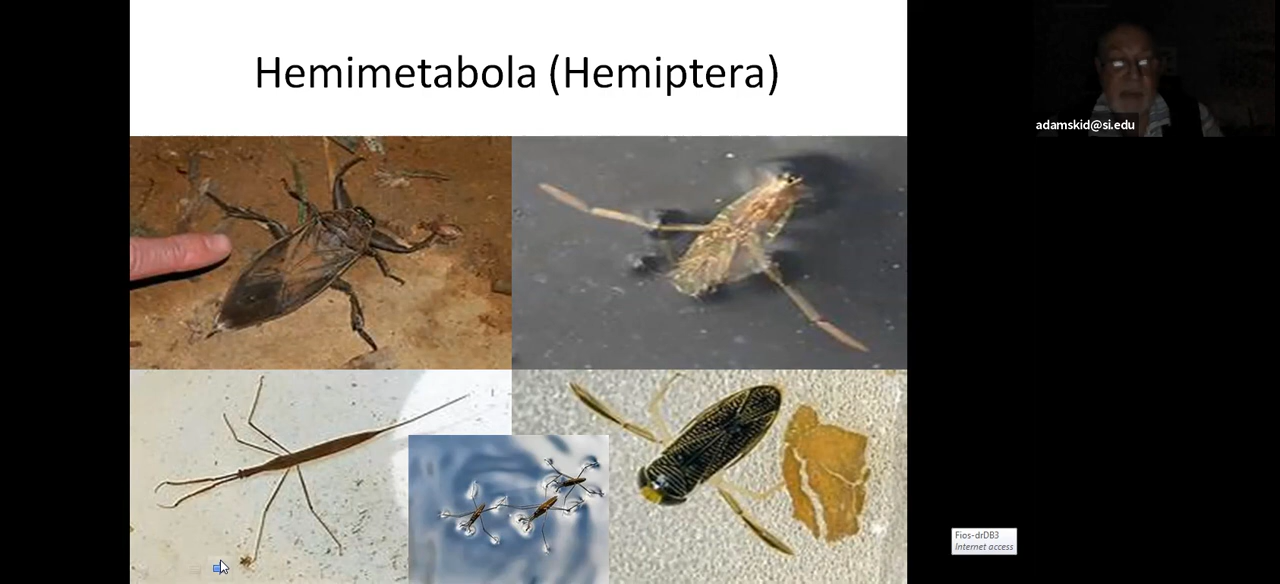 Hemimetabola (Hemiptera)
adamskid@si.edu
Fios-drDB3
Internet access